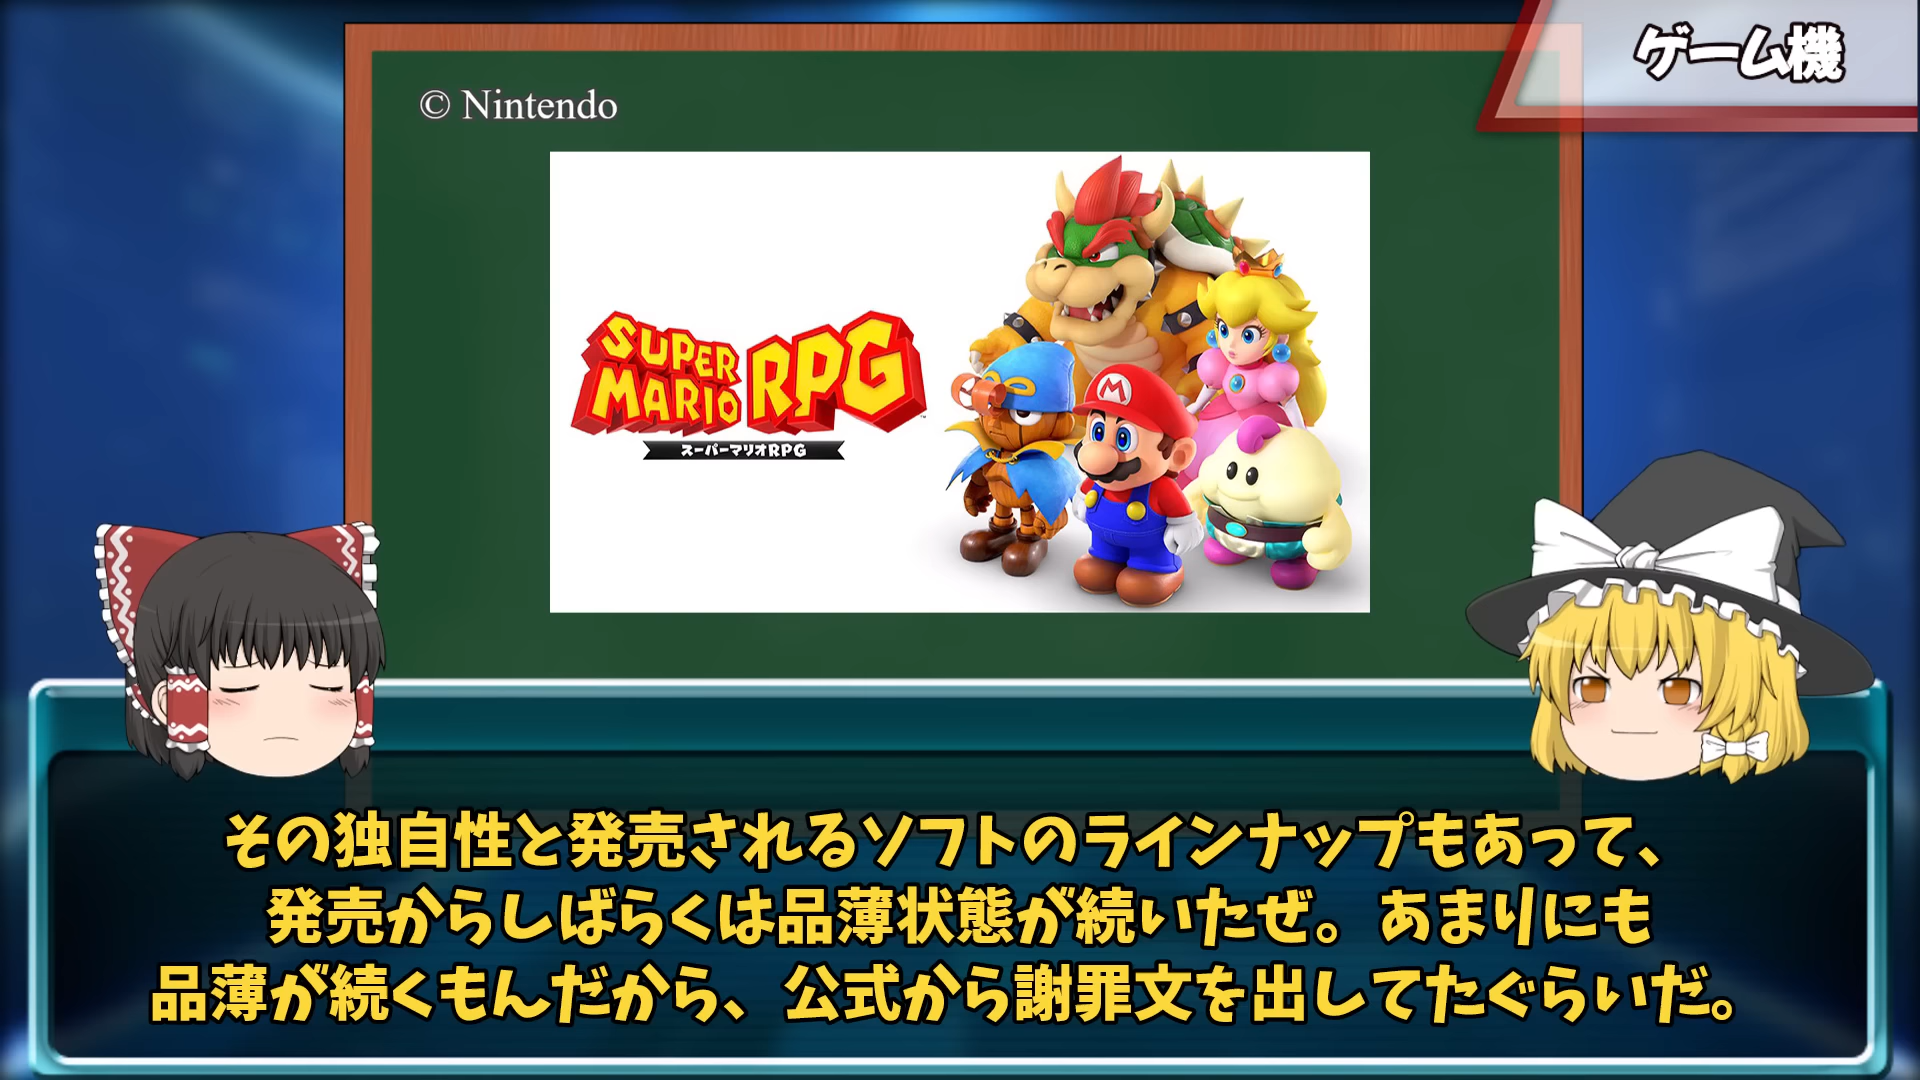 ゲーム機
© Nintendo
SUPER
MARIO RPG
スーパーマリオRPG
M
その独自性と発売されるソフトのラインナップもあって、
発売からしばらくは品薄状態が続いたぜ。あまりにも
品薄が続くもんだから、公式から謝罪文を出してたぐらいだ。